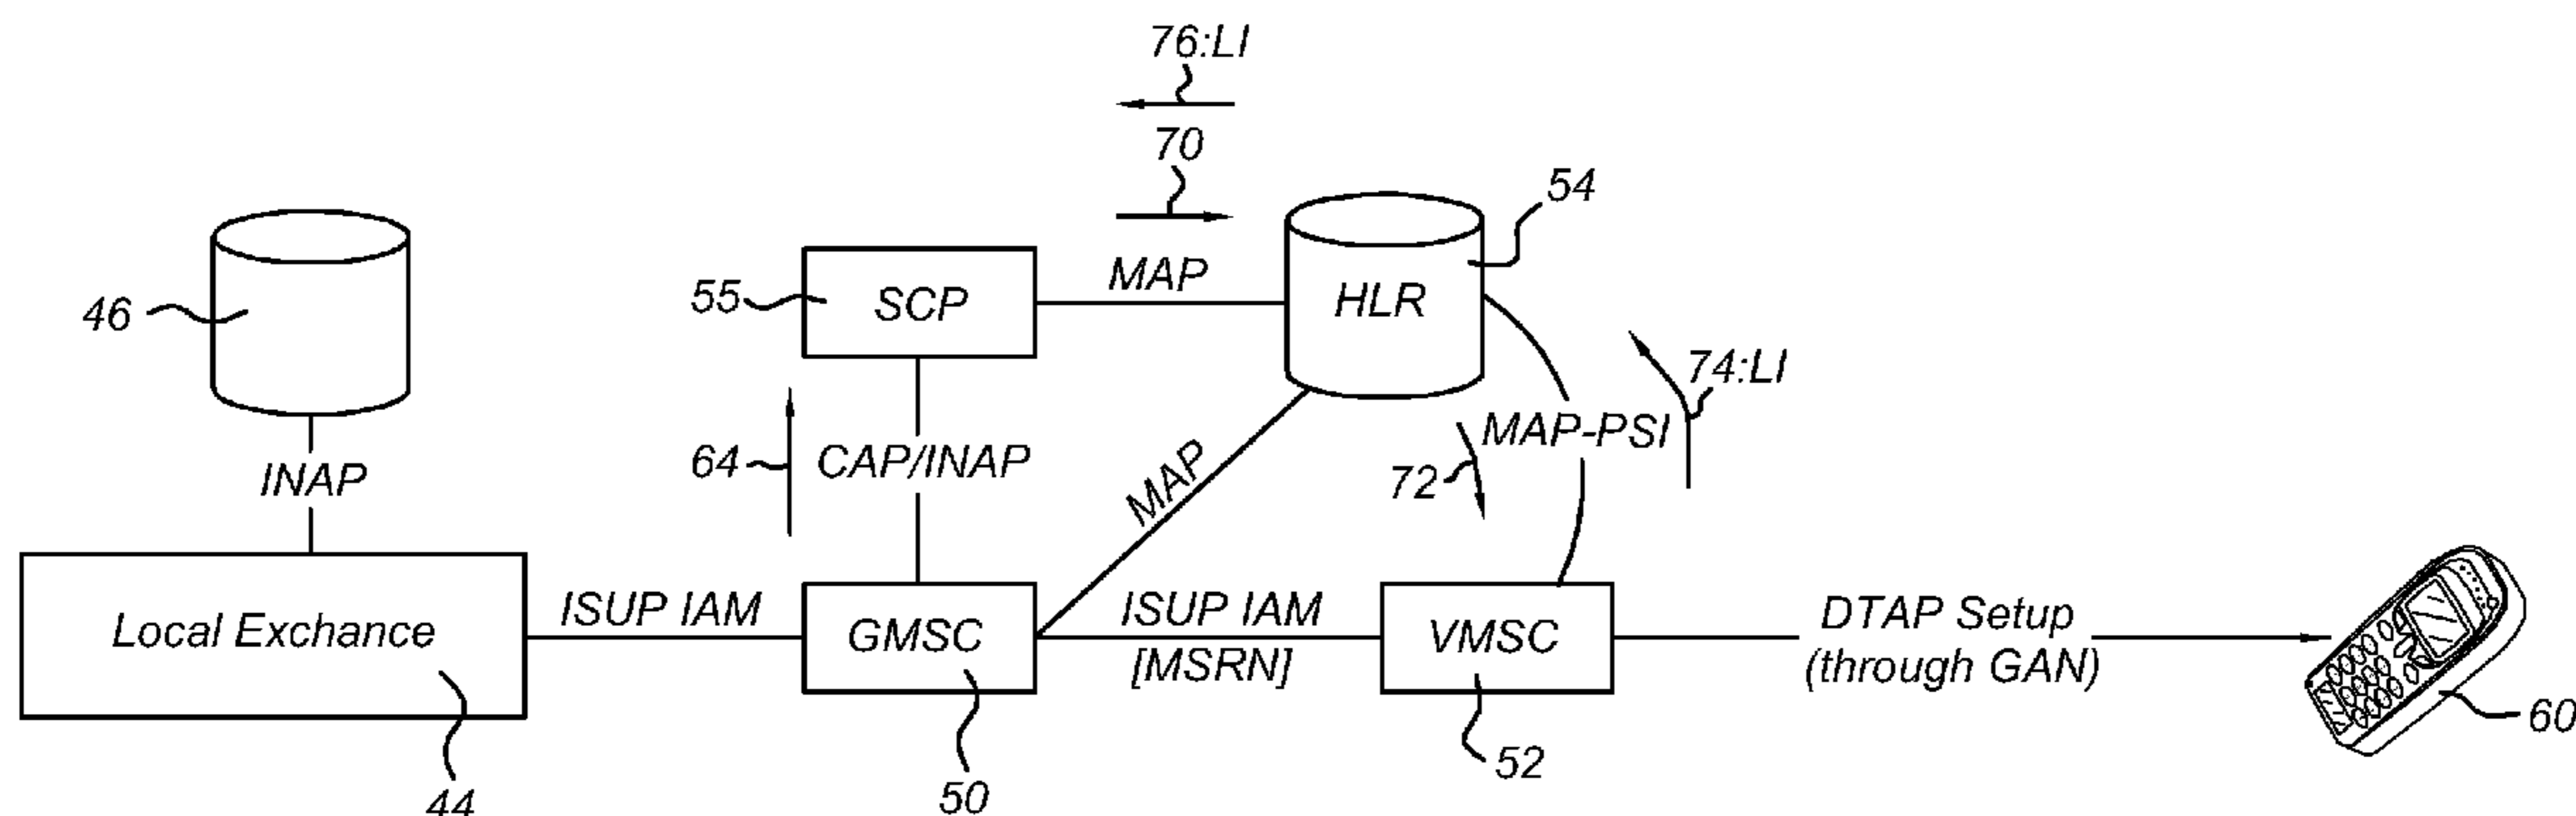 76:LI
70
54
46
55
SCP
MAP
HLR
74:LI
INAP
64
CAP/INAP
MAP
MAP-PSI
72
Local Exchance
ISUP IAM
GMSC
ISUP IAM
[MSRN]
VMSC
DTAP Setup
(through GAN)
60
44
50
52